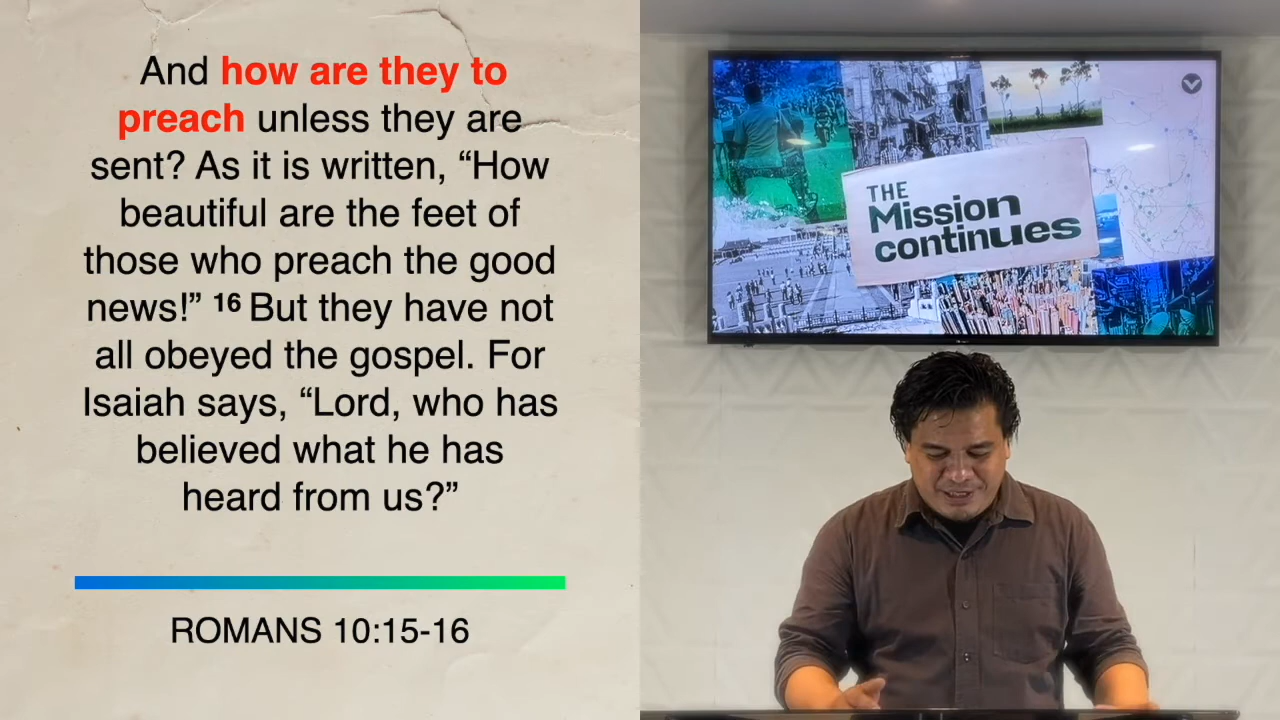 And how are they to
preach unless they are
sent? As it is written, “How
beautiful are the feet of
those who preach the good
news!” 16 But they have not
all obeyed the gospel. For
Isaiah says, “Lord, who has
believed what he has
heard from us?”
ROMANS 10:15-16
THE
Mission
continues